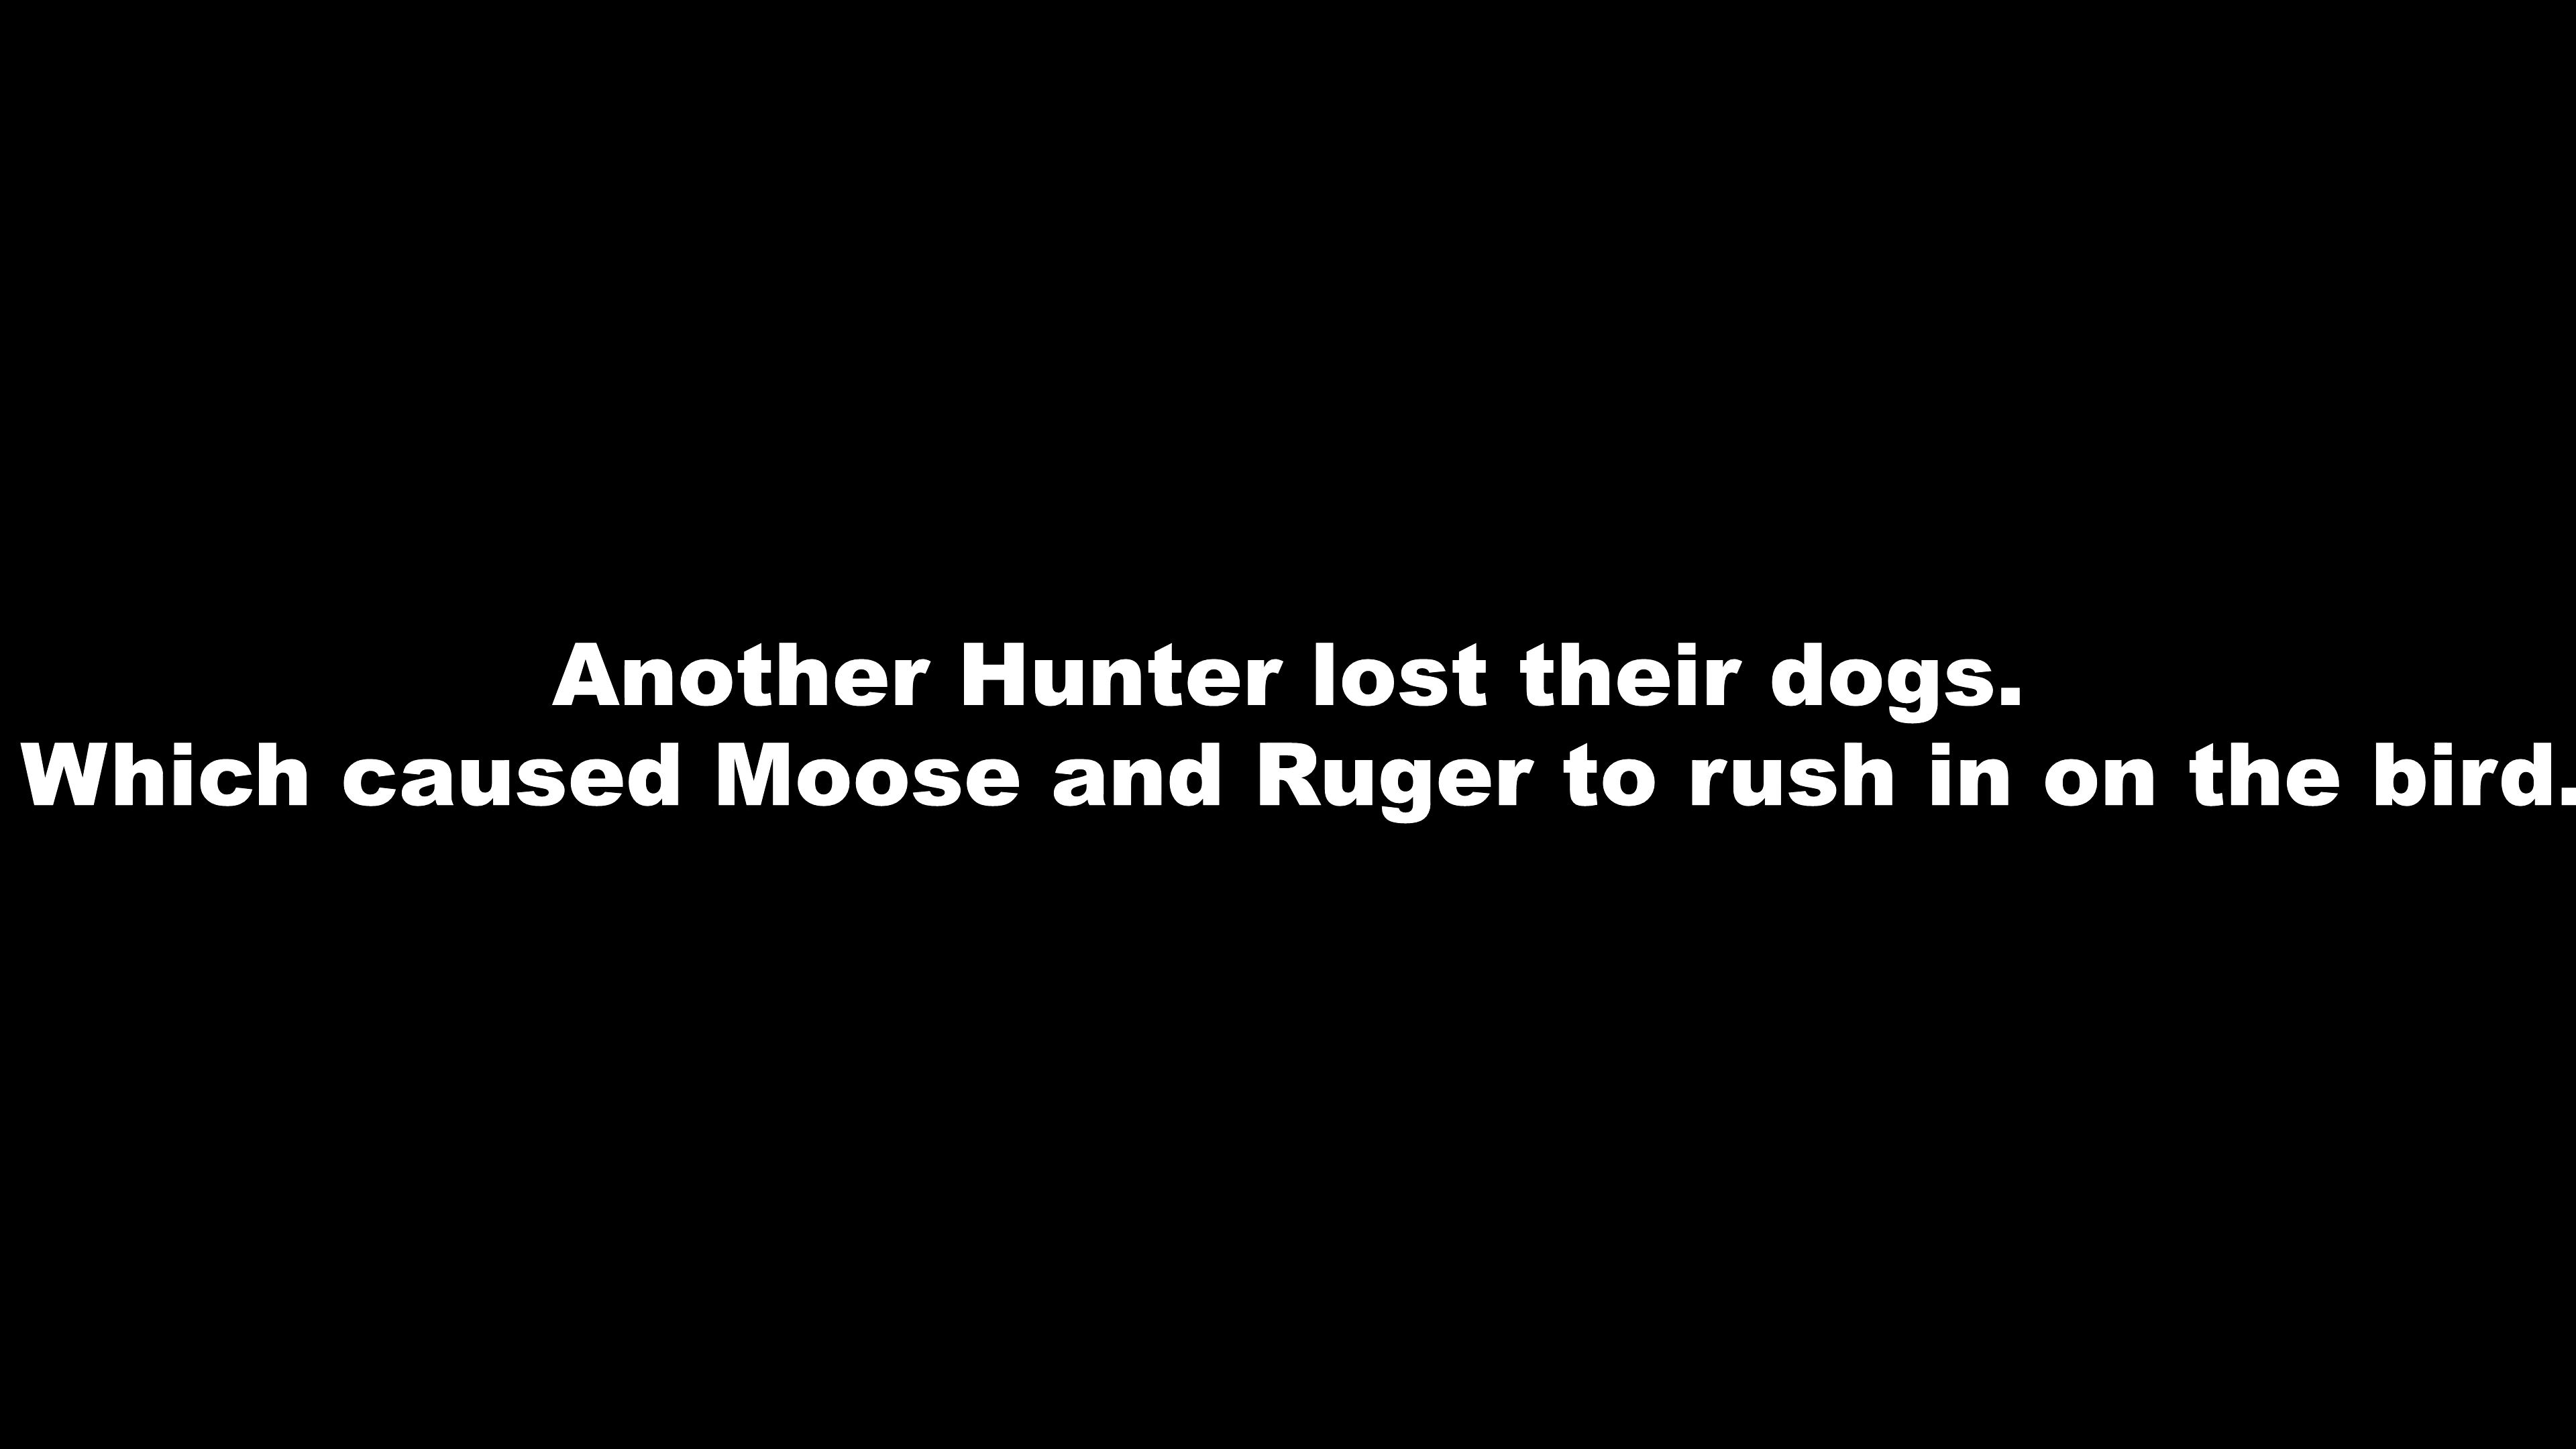 Another Hunter lost their dogs.
Which caused Moose and Ruger to rush in on the bird.